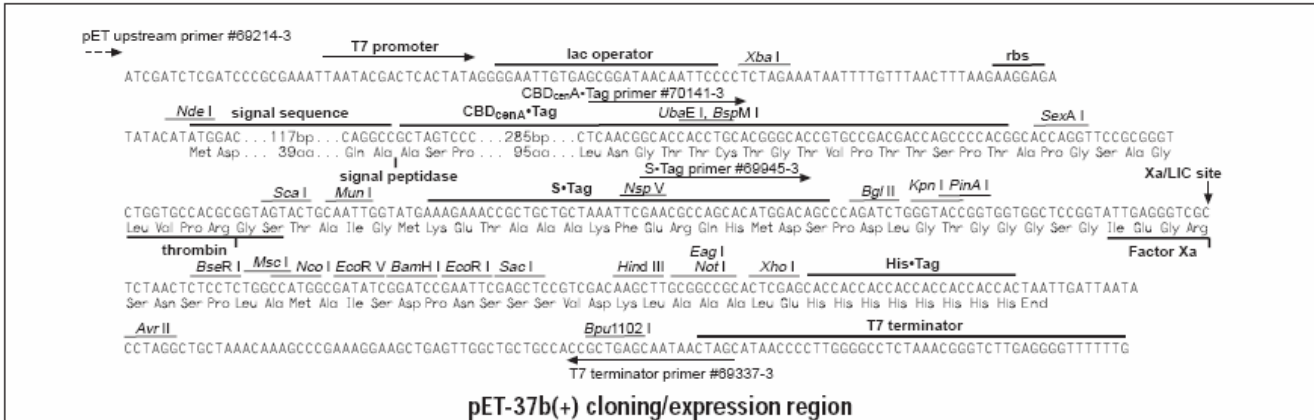 pET upstream primer #69214-3
T7 promoter lac operator Xba I rbs
ATCGATCTCGATCCCGCGAAATTAATACGACTCACTATAGGGGAATTGTGAGCGGATAACAATTCCCCTCTAGAAATAATTTTGTTTAACTTTAAGAAGGAGA
CBDcenA•Tag primer #70141-3
Nde I signal sequence CBDcenA•Tag UbaE I, BspM I SexA I
TATACATATGGAC ... 117bp ... CAGGCCGCTAGTCCC ... 285bp ... CTCAACGGCACCACCTGCACGGGCACCGTGCCGACGACCAGCCCCACGGCACCAGGTTCCGCGGGT
Met Asp ... 39aa ... Gln Ala Ala Ser Pro ... 95aa ... Leu Asn Gly Thr Thr Cys Thr Gly Thr Val Pro Thr Thr Ser Pro Thr Ala Pro Gly Ser Ala Gly
signal peptidase S•Tag primer #69945-3 Xa/LIC site
Sca I Mun I S•Tag Nsp V Bgl II Kpn I PinA I
CTGGTGCCACGCGGTAGTACTGCAATTGGTATGAAAGAAACCGCTGCTGCTAAATTCGAACGCCAGCACATGGACAGCCCAGATCTGGGTACCGGTGGTGGCTCCGGTATTGAGGGTCGC
Leu Val Pro Arg Gly Ser Thr Ala Ile Gly Met Lys Glu Thr Ala Ala Ala Lys Phe Glu Arg Gln His Met Asp Ser Pro Asp Leu Gly Thr Gly Gly Gly Ser Gly Ile Glu Gly Arg
thrombin Factor Xa
BseR I Msc I Nco I EcoR V BamH I EcoR I Sac I Hind III Eag I Not I Xho I His•Tag
TCTAACTCTCCTCTGGCCATGGCGATATCGGATCCGAATTCGAGCTCCGTCGACAAGCTTGCGGCCGCACTCGAGCACCACCACCACCACCACCACCACTAATTGATTAATA
Ser Asn Ser Pro Leu Ala Met Ala Ile Ser Asp Pro Asn Ser Ser Ser Val Asp Lys Leu Ala Ala Ala Leu Glu His His His His His His His His End
Avr II Bpu1102 I T7 terminator
CCTAGGCTGCTAAACAAAGCCCGAAAGGAAGCTGAGTTGGCTGCTGCCACCGCTGAGCAATAACTAGCATAACCCCTTGGGGCCTCTAAACGGGTCTTGAGGGGTTTTTTG
T7 terminator primer #69337-3
pET-37b(+) cloning/expression region